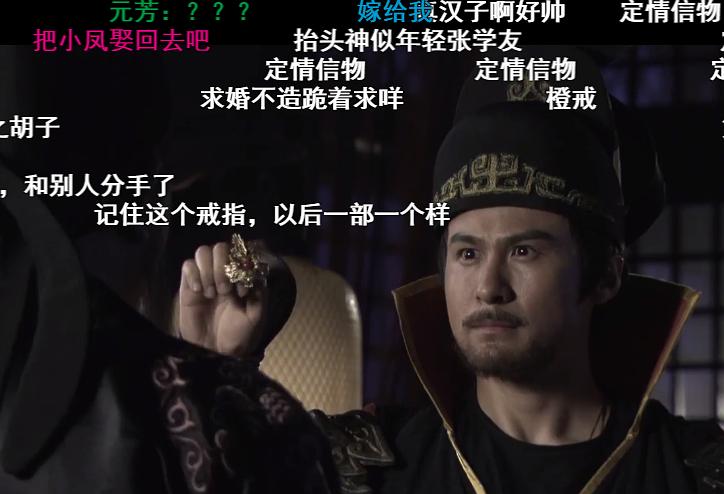 元芳：？？？
嫁给我
汉子啊好帅
定情信物
把小凤娶回去吧
抬头神似年轻张学友
定情信物
定情信物
求婚不造跪着求咩
橙戒
之胡子
，和别人分手了
记住这个戒指，以后一部一个样